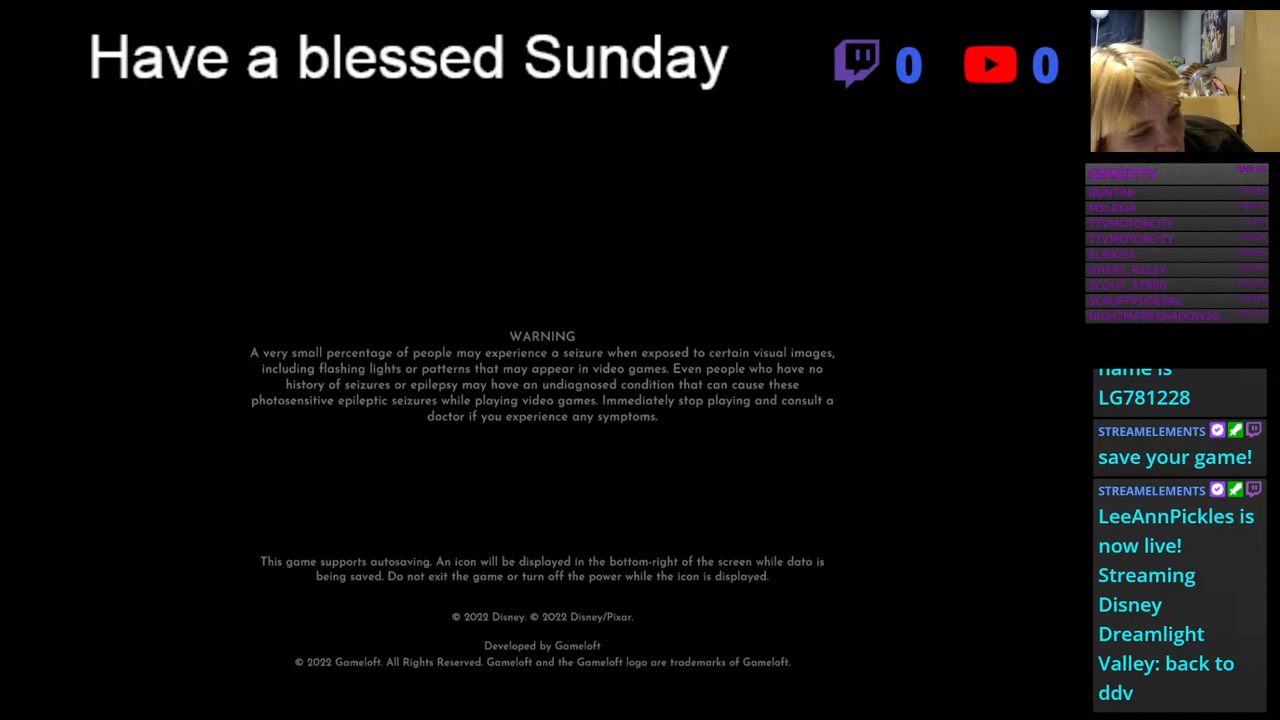 Have a blessed Sunday
0
0
BUNTINI
TTVMOTORCITY
TTVMOTORCITY
name is
LG781228
STREAMELEMENTS
save your game!
STREAMELEMENTS
LeeAnnPickles is
now live!
Streaming
Disney
Dreamlight
Valley: back to
ddv
WARNING
A very small percentage of people may experience a seizure when exposed to certain visual images,
including flashing lights or patterns that may appear in video games. Even people who have no
history of seizures or epilepsy may have an undiagnosed condition that can cause these
photosensitive epileptic seizures while playing video games. Immediately stop playing and consult a
doctor if you experience any symptoms.
This game supports autosaving. An icon will be displayed in the bottom-right of the screen while data is
being saved. Do not exit the game or turn off the power while the icon is displayed.
© 2022 Disney. © 2022 Disney/Pixar.
Developed by Gameloft
© 2022 Gameloft. All Rights Reserved. Gameloft and the Gameloft logo are trademarks of Gameloft.